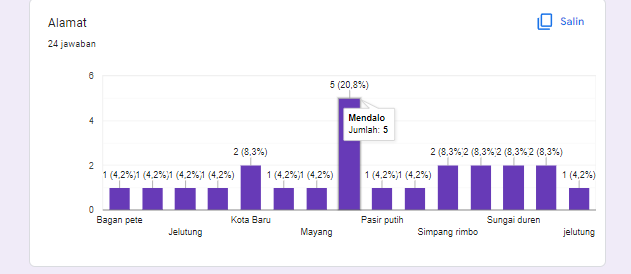 Alamat
Salin
24 jawaban
6
4
2
0
1 (4,2%) 1 (4,2%) 1 (4,2%) 1 (4,2%) 2 (8,3%) 1 (4,2%) 1 (4,2%) 5 (20,8%) 1 (4,2%) 1 (4,2%) 2 (8,3%) 2 (8,3%) 2 (8,3%) 2 (8,3%) 1 (4,2%)
Mendalo
Jumlah: 5
Bagan pete
Jelutung
Kota Baru
Mayang
Pasir putih
Simpang rimbo
Sungai duren
jelutung